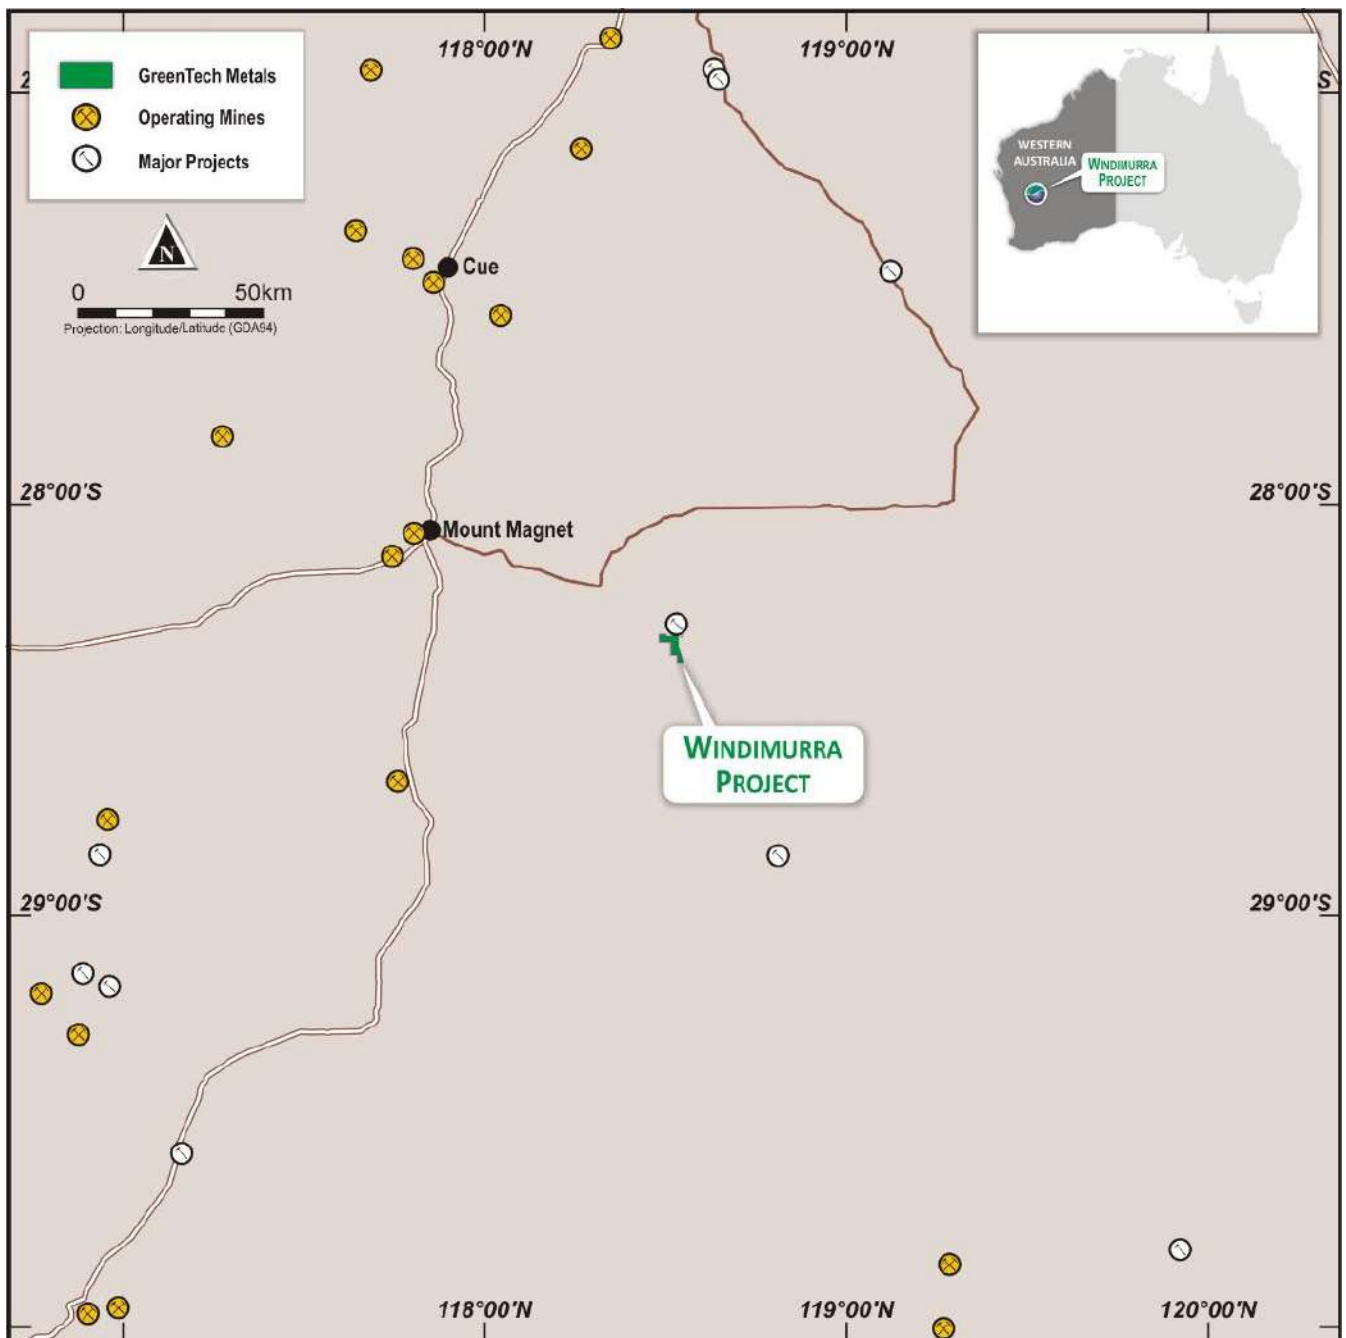 118°00'N
119°00'N
GreenTech Metals
Operating Mines
Major Projects
2
S
WESTERN
AUSTRALIA
WINDIMURRA
PROJECT
N
0 50km
Projection: Longitude/Latitude (GDA94)
Cue
28°00'S
28°00'S
Mount Magnet
WINDIMURRA
PROJECT
29°00'S
29°00'S
118°00'N
119°00'N
120°00'N